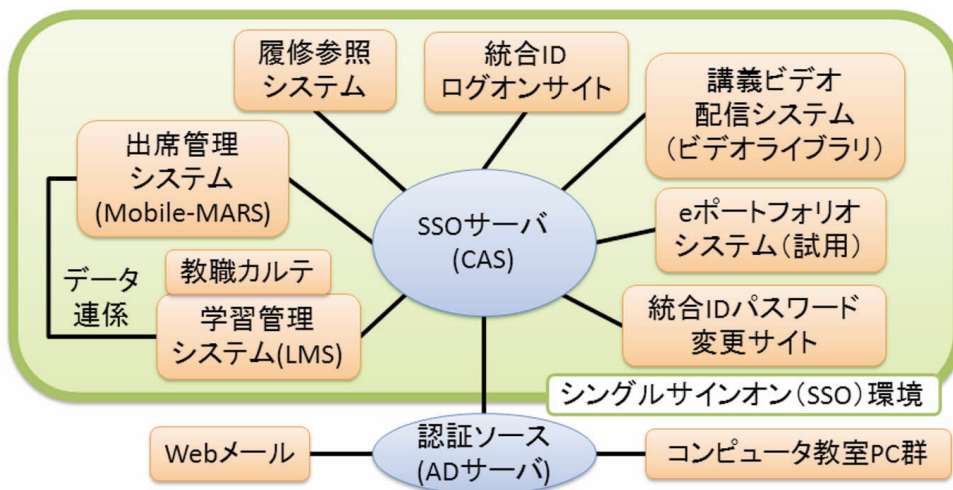 履修参照
システム
統合ID
ログオンサイト
講義ビデオ
配信システム
(ビデオライブラリ)
出席管理
システム
(Mobile-MARS)
SSOサーバ
(CAS)
eポートフォリオ
システム(試用)
データ
連係
教職カルテ
学習管理
システム(LMS)
統合IDパスワード
変更サイト
シングルサインオン(SSO)環境
Webメール
認証ソース
(ADサーバ)
コンピュータ教室PC群